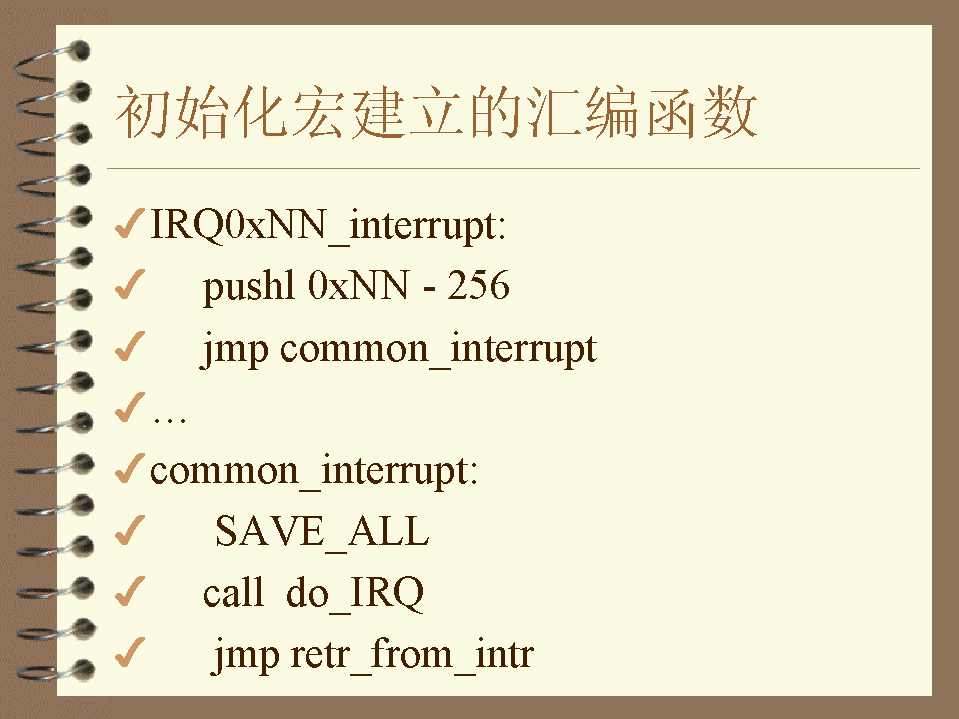 初始化宏建立的汇编函数
IRQ0xNN_interrupt:
pushl 0xNN - 256
jmp common_interrupt
…
common_interrupt:
SAVE_ALL
call do_IRQ
jmp retr_from_intr